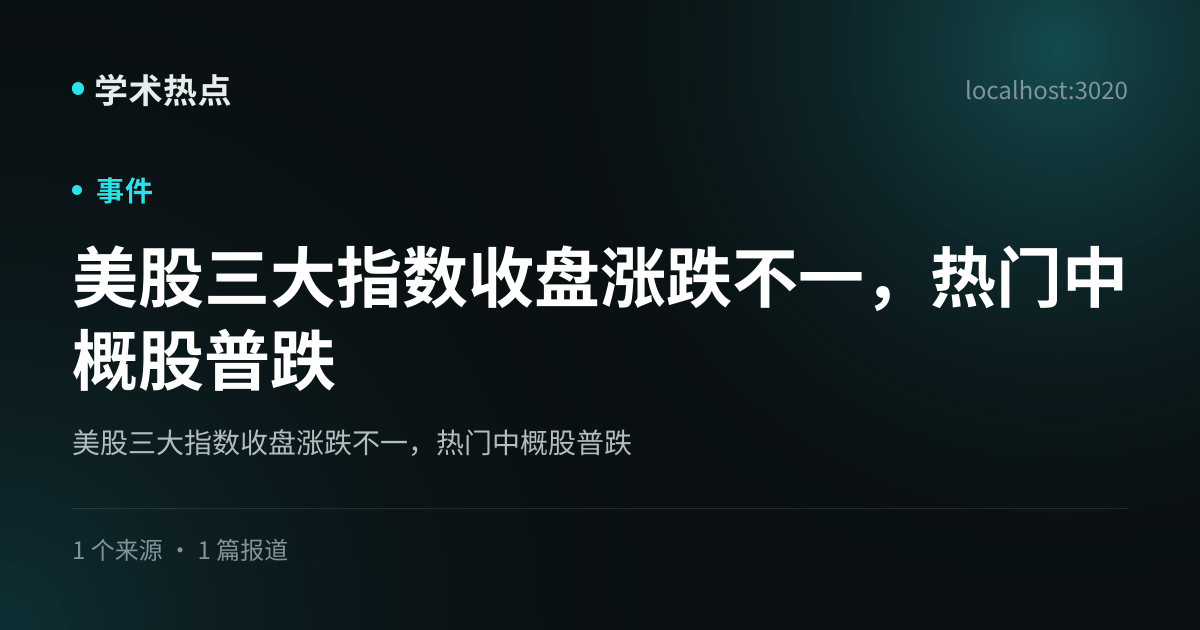 学术热点
localhost:3020
事件
美股三大指数收盘涨跌不一，热门中
概股普跌
美股三大指数收盘涨跌不一，热门中概股普跌
1 个来源 · 1 篇报道